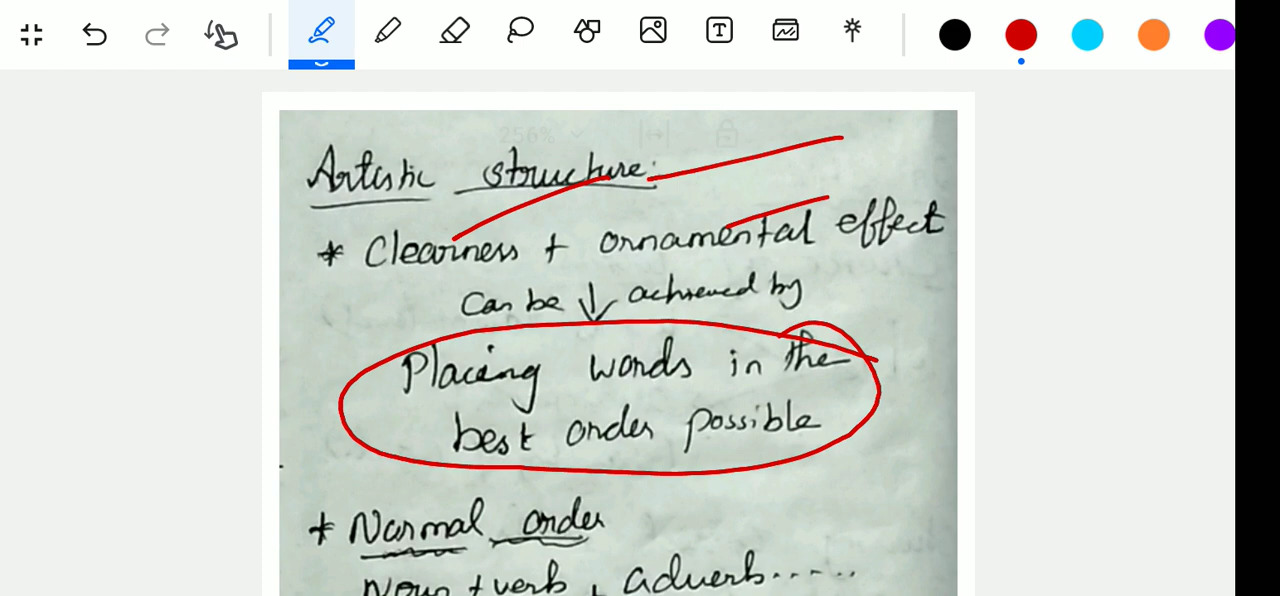 256%
Artistic structure:
* Clearness + ornamental effect
Can be ↓ achieved by
Placing words in the
best order possible
* Normal order
Noun + verb + adverb.....